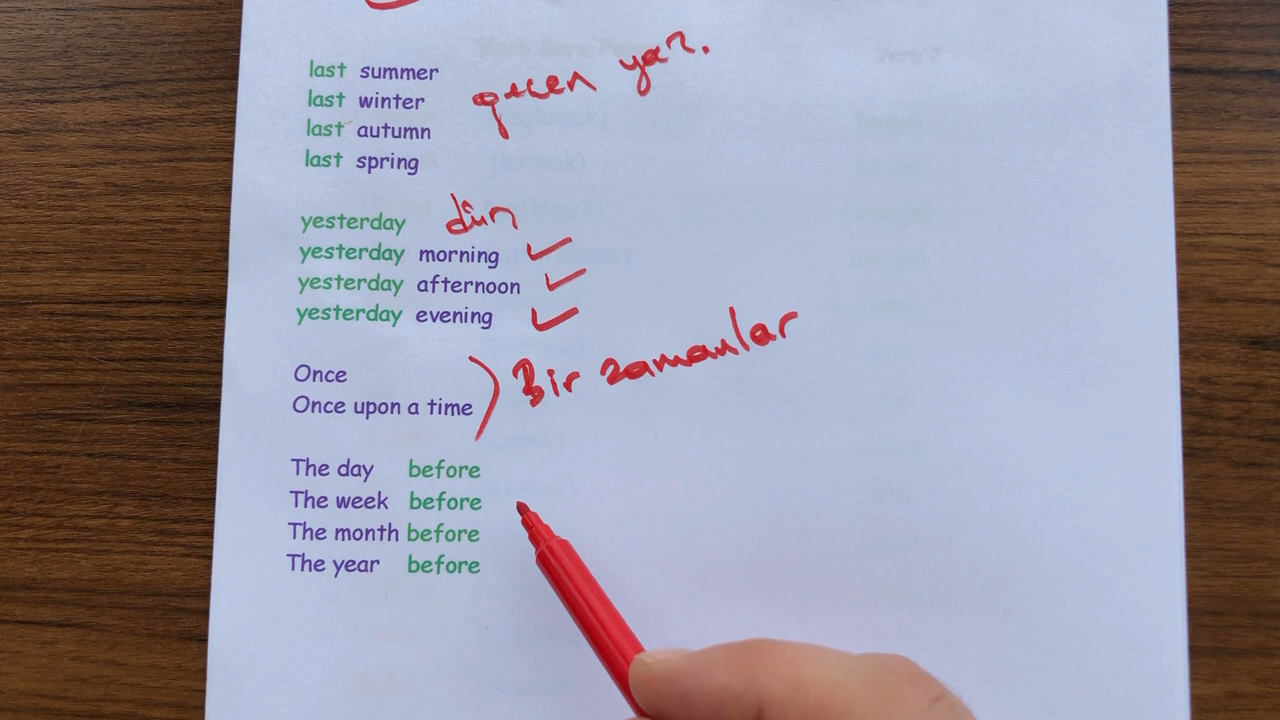 last summer
last winter
last autumn
last spring
geçen yaz.
yesterday dün
yesterday morning
yesterday afternoon
yesterday evening
Once
Once upon a time
Bir zamanlar
The day before
The week before
The month before
The year before